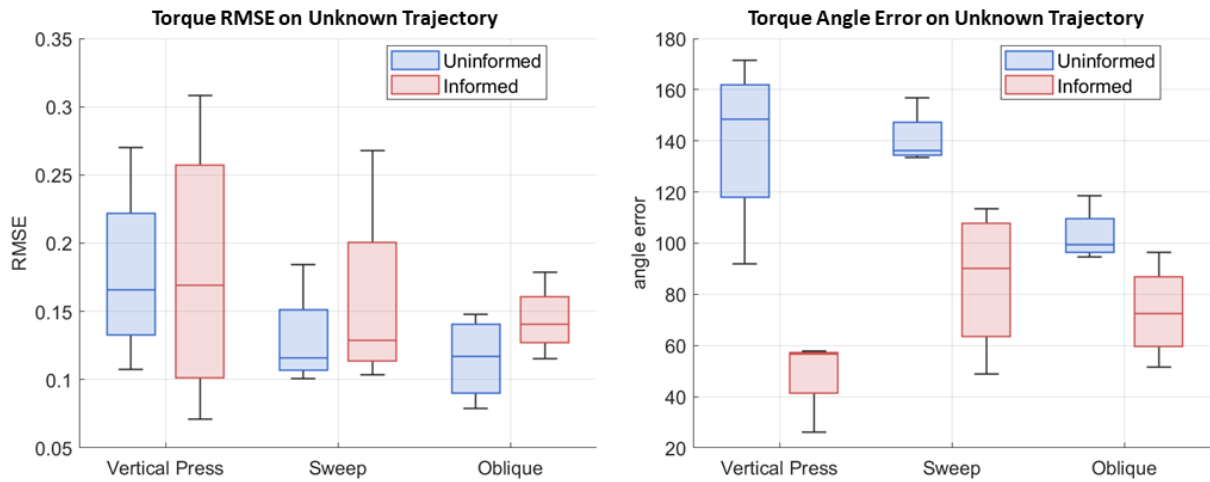 Torque RMSE on Unknown Trajectory
0.35
0.3
0.25
0.2
0.15
0.1
0.05
RMSE
Uninformed
Informed
Vertical Press
Sweep
Oblique
Torque Angle Error on Unknown Trajectory
180
160
140
120
100
80
60
40
20
angle error
Uninformed
Informed
Vertical Press
Sweep
Oblique